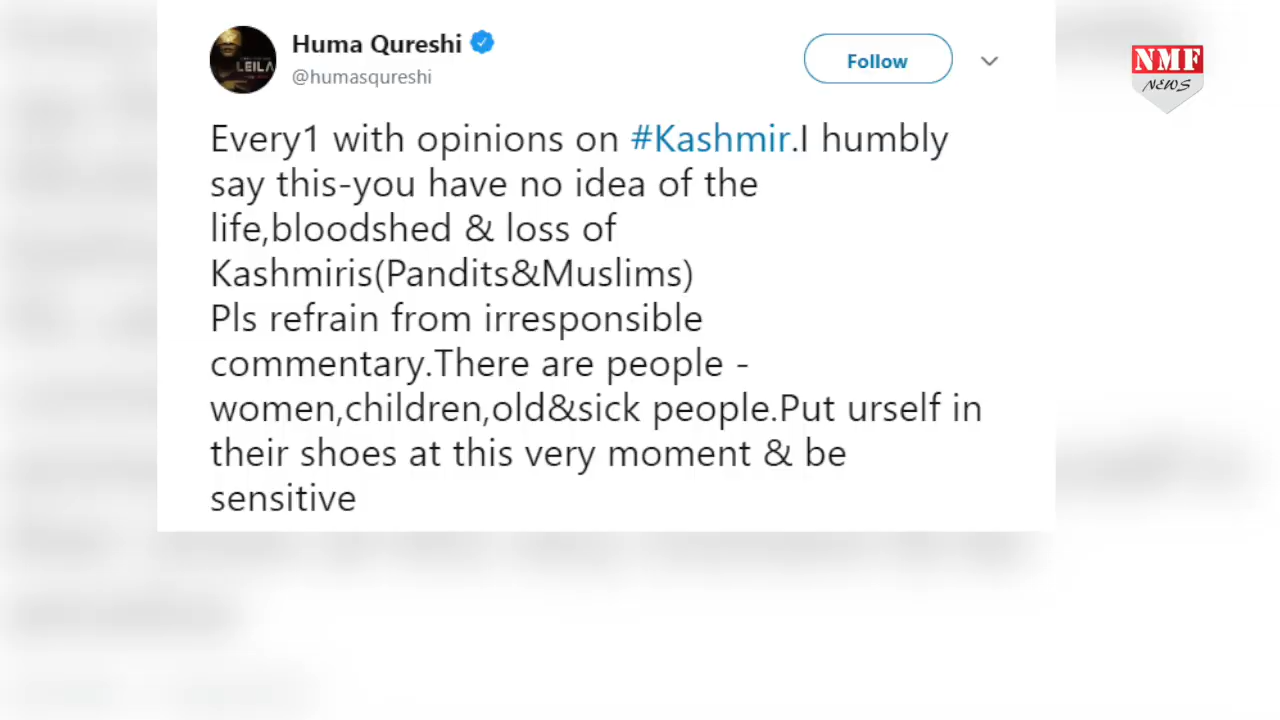 Huma Qureshi
@humasqureshi
Follow
NMF
NEWS
LEILA
Every1 with opinions on #Kashmir.I humbly
say this-you have no idea of the
life,bloodshed & loss of
Kashmiris(Pandits&Muslims)
Pls refrain from irresponsible
commentary.There are people -
women,children,old&sick people.Put urself in
their shoes at this very moment & be
sensitive